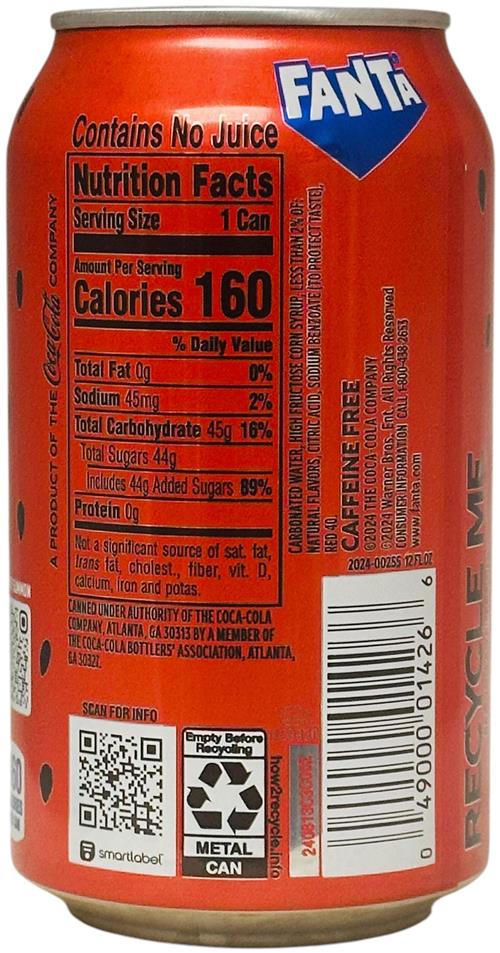 FANTA
Contains No Juice
Nutrition Facts
Serving Size 1 Can
Amount Per Serving
Calories 160
% Daily Value
Total Fat 0g 0%
Sodium 45mg 2%
Total Carbohydrate 45g 16%
Total Sugars 44g
Includes 44g Added Sugars 89%
Protein 0g
Not a significant source of sat. fat,
trans fat, cholest., fiber, vit. D,
calcium, iron and potas.
CANNED UNDER AUTHORITY OF THE COCA-COLA
COMPANY, ATLANTA, GA 30313 BY A MEMBER OF
THE COCA-COLA BOTTLERS' ASSOCIATION, ATLANTA,
GA 30327.
A PRODUCT OF THE Coca-Cola COMPANY
CARBONATED WATER, HIGH FRUCTOSE CORN SYRUP, LESS THAN 2% OF:
NATURAL FLAVORS, CITRIC ACID, SODIUM BENZOATE (TO PROTECT TASTE),
RED 40.
CAFFEINE FREE
©2024 THE COCA-COLA COMPANY
©2024 Warner Bros. Ent. All Rights Reserved
CONSUMER INFORMATION CALL 1-800-438-2653
www.fanta.com
2024-00255 12 FL OZ
0 49000 01426 6
RECYCLE ME
SCAN FOR INFO
smartlabel
Empty Before
Recycling
METAL
CAN
how2recycle.info